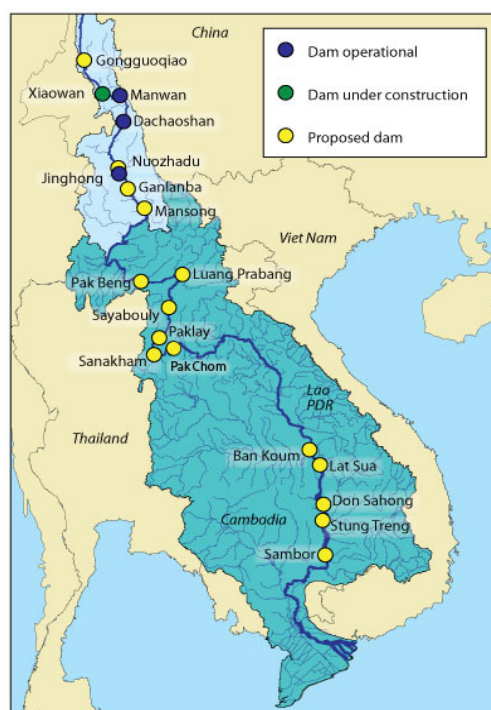 China
Dam operational
Gongguoqiao
Dam under construction
Xiaowan
Manwan
Dachaoshan
Proposed dam
Nuozhadu
Jinghong
Ganlanba
Mansong
Viet Nam
Pak Beng
Luang Prabang
Sayabouly
Paklay
Sanakham
Pak Chom
Lao
PDR
Thailand
Ban Koum
Lat Sua
Don Sahong
Cambodia
Stung Treng
Sambor